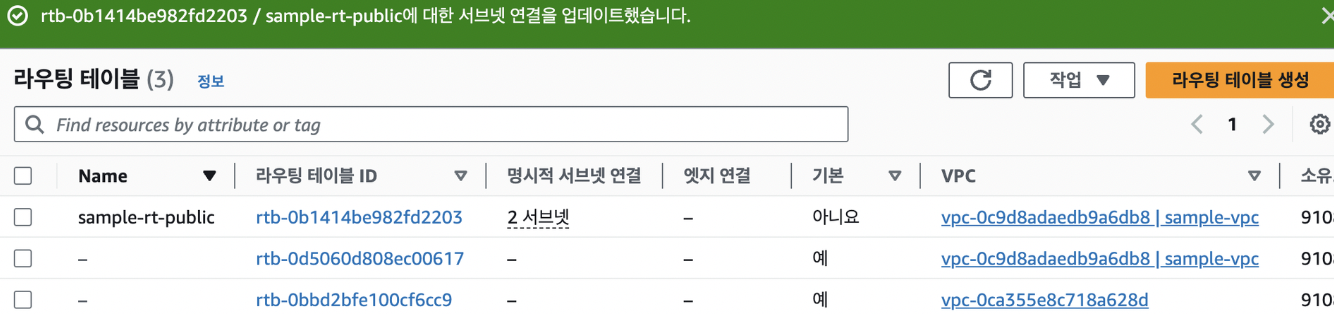 rtb-0b1414be982fd2203 / sample-rt-public에 대한 서브넷 연결을 업데이트했습니다.
라우팅 테이블 (3) 정보 작업 라우팅 테이블 생성
Find resources by attribute or tag 1
Name 라우팅 테이블 ID 명시적 서브넷 연결 엣지 연결 기본 VPC
sample-rt-public rtb-0b1414be982fd2203 2 서브넷 – 아니요 vpc-0c9d8adaedb9a6db8 | sample-vpc
– rtb-0d5060d808ec00617 – – 예 vpc-0c9d8adaedb9a6db8 | sample-vpc
– rtb-0bbd2bfe100cf6cc9 – – 예 vpc-0ca355e8c718a628d